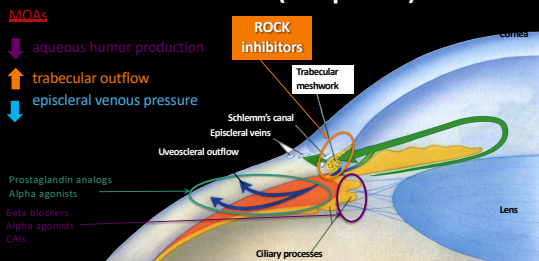 MOAs
aqueous humor production
trabecular outflow
episcleral venous pressure
ROCK
inhibitors
Trabecular
meshwork
Cornea
Schlemm's canal
Episcleral veins
Uveoscleral outflow
Prostaglandin analogs
Alpha agonists
Beta blockers
Alpha agonists
CAIs
Lens
Ciliary processes